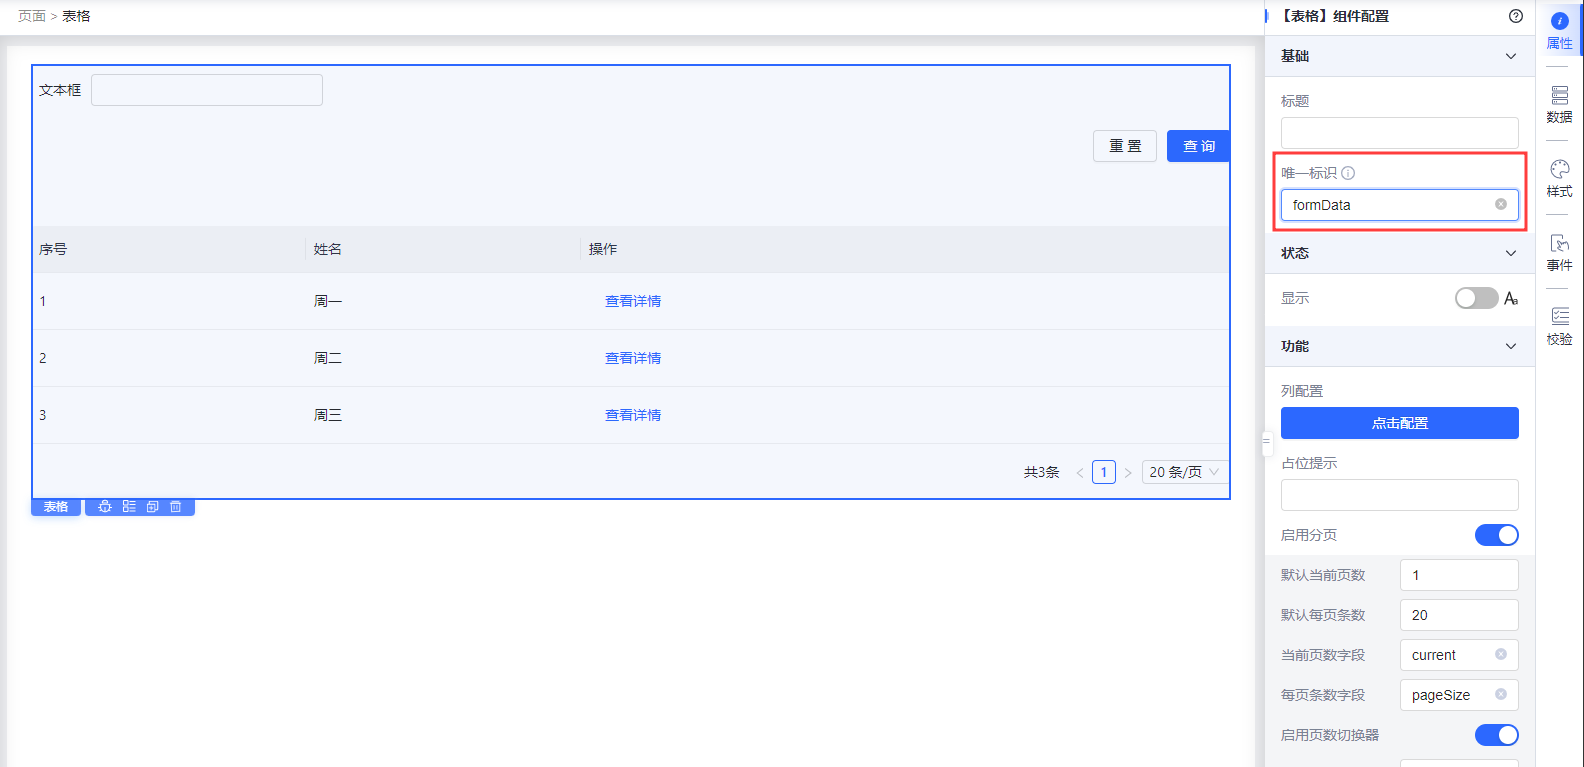 页面 > 表格
文本框
重 置
查 询
序号 姓名 操作
1 周一 查看详情
2 周二 查看详情
3 周三 查看详情
共3条 < 1 > 20 条/页
表格
【表格】组件配置
基础
标题
唯一标识
formData
状态
显示
功能
列配置
点击配置
占位提示
启用分页
默认当前页数 1
默认每页条数 20
当前页数字段 current
每页条数字段 pageSize
启用页数切换器
属性
数据
样式
事件
校验